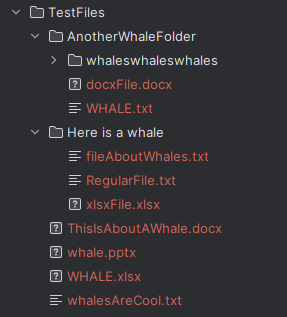 TestFiles
AnotherWhaleFolder
whaleswhaleswhales
docxFile.docx
WHALE.txt
Here is a whale
fileAboutWhales.txt
RegularFile.txt
xlsxFile.xlsx
ThisIsAboutAWhale.docx
whale.pptx
WHALE.xlsx
whalesAreCool.txt